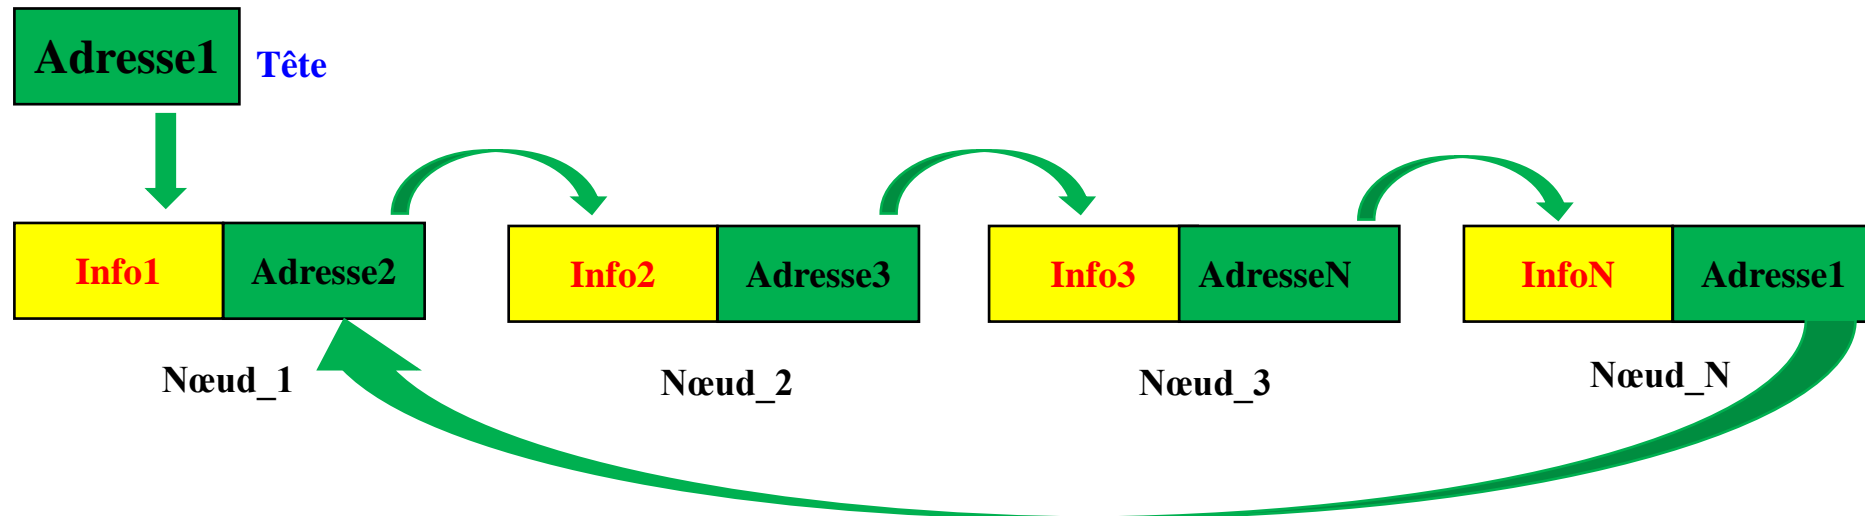 Adresse1
Tête
Info1 Adresse2 Info2 Adresse3 Info3 AdresseN InfoN Adresse1
Nœud_1 Nœud_2 Nœud_3 Nœud_N